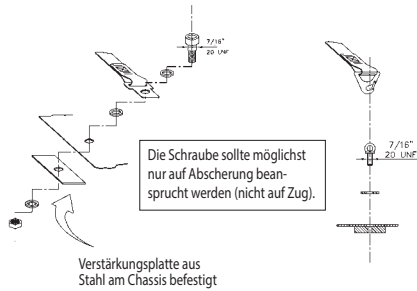 7/16"
20 UNF
Die Schraube sollte möglichst
nur auf Abscherung bean-
sprucht werden (nicht auf Zug).
7/16"
20 UNF
Verstärkungsplatte aus
Stahl am Chassis befestigt